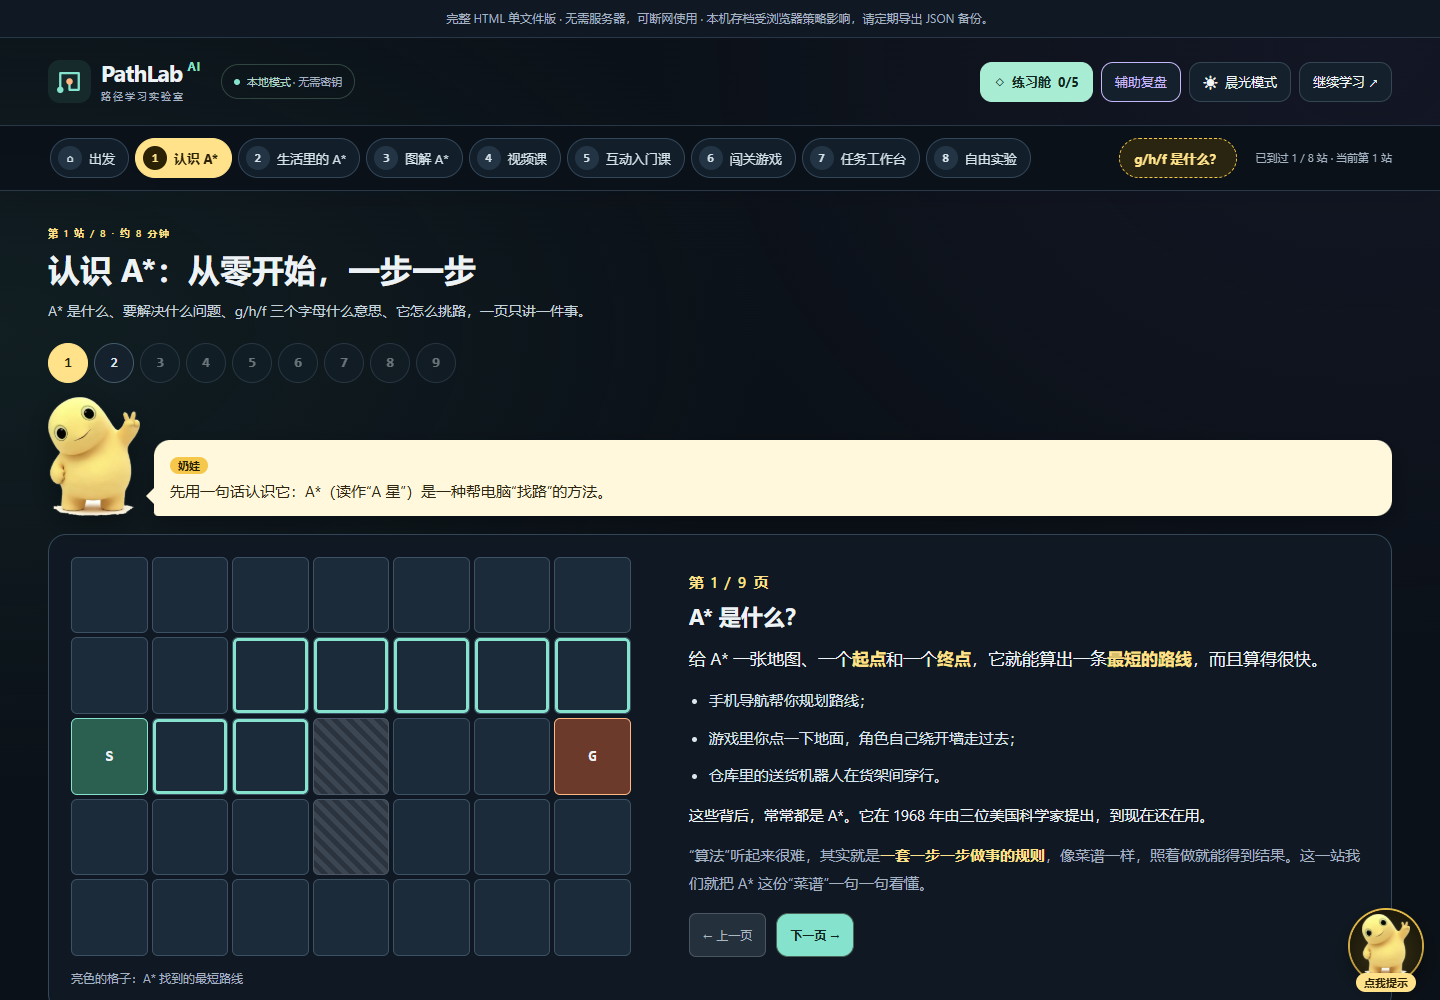 完整 HTML 单文件版 · 无需服务器，可断网使用 · 本机存档受浏览器策略影响，请定期导出 JSON 备份。
PathLab AI
路径学习实验室
本地模式 · 无需密钥
◇ 练习舱 0/5
辅助复盘
晨光模式
继续学习 ↗
出发
1 认识 A*
2 生活里的 A*
3 图解 A*
4 视频课
5 互动入门课
6 闯关游戏
7 任务工作台
8 自由实验
g/h/f 是什么？
已到过 1 / 8 站 · 当前第 1 站
第 1 站 / 8 · 约 8 分钟
认识 A*：从零开始，一步一步
A* 是什么、要解决什么问题、g/h/f 三个字母什么意思、它怎么挑路，一页只讲一件事。
1 2 3 4 5 6 7 8 9
奶娃
先用一句话认识它：A*（读作“A 星”）是一种帮电脑“找路”的方法。
S
G
亮色的格子：A* 找到的最短路线
第 1 / 9 页
A* 是什么？
给 A* 一张地图、一个起点和一个终点，它就能算出一条最短的路线，而且算得很快。
• 手机导航帮你规划路线；
• 游戏里你点一下地面，角色自己绕开墙走过去；
• 仓库里的送货机器人在货架间穿行。
这些背后，常常都是 A*。它在 1968 年由三位美国科学家提出，到现在还在用。
“算法”听起来很难，其实就是一套一步一步做事的规则，像菜谱一样，照着做就能得到结果。这一站我
们就把 A* 这份“菜谱”一句一句看懂。
← 上一页
下一页 →
点我提示